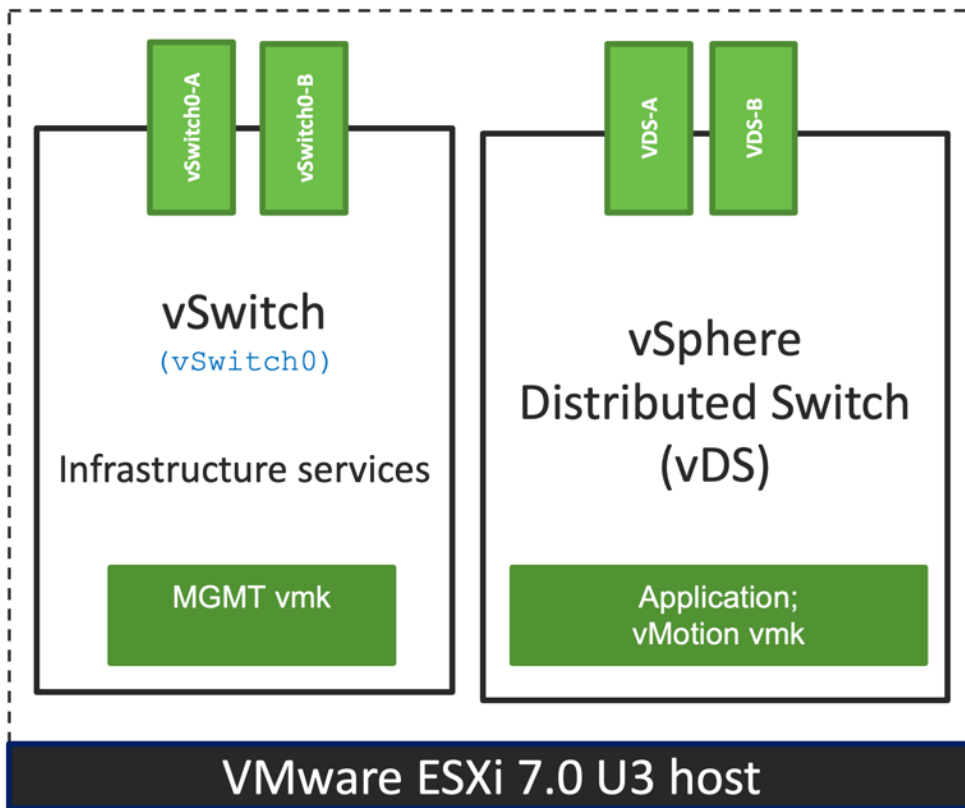 vSwitch0-A
vSwitch0-B
VDS-A
VDS-B
vSwitch
(vSwitch0)
Infrastructure services
MGMT vmk
vSphere
Distributed Switch
(vDS)
Application;
vMotion vmk
VMware ESXi 7.0 U3 host